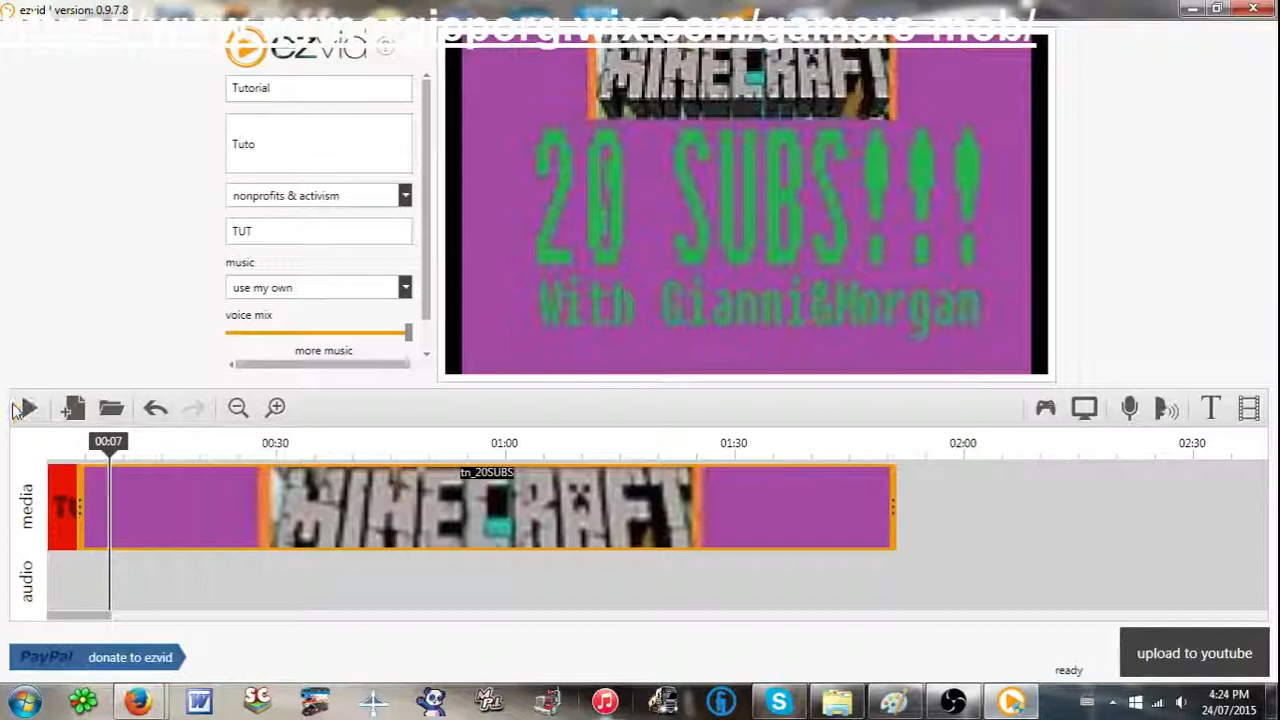 ezvid | version: 0.9.7.8
ezvid
Tutorial
Tuto
nonprofits & activism
TUT
music
use my own
voice mix
more music
MINECRAFT
20 SUBS!!!
With Gianni&Morgan
00:07
00:30
01:00
01:30
02:00
02:30
media
tn_20SUBS
MINECRAFT
audio
PayPal donate to ezvid
ready
upload to youtube
4:24 PM
24/07/2015